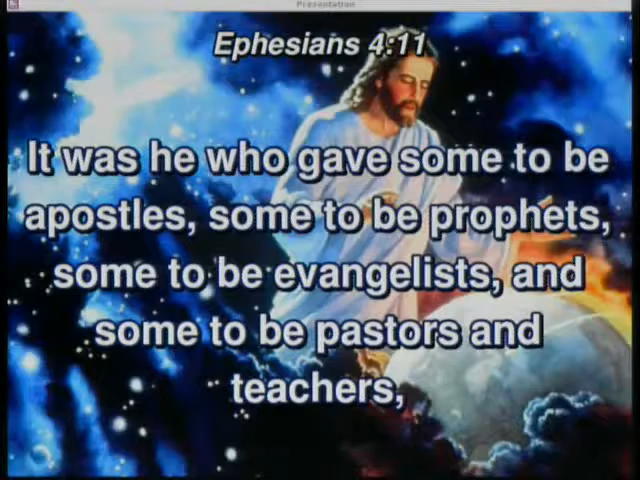 Presentation
Ephesians 4:11
It was he who gave some to be
apostles, some to be prophets,
some to be evangelists, and
some to be pastors and
teachers,